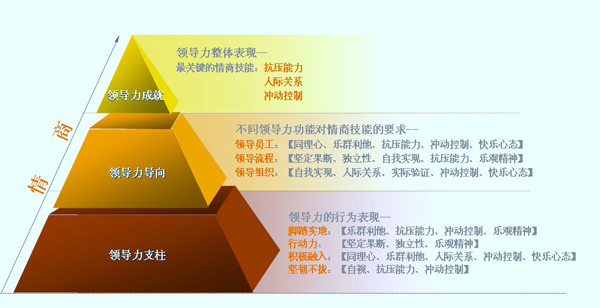 领导力整体表现—
最关键的情商技能：抗压能力
人际关系
冲动控制
领导力成就
不同领导力功能对情商技能的要求--
领导员工：【同理心、乐群利他、抗压能力、冲动控制、快乐心态】
领导流程：【坚定果断、独立性、自我实现、抗压能力、乐观精神】
领导组织：【自我实现、人际关系、实际验证、冲动控制、快乐心态】
领导力导向
情商
领导力的行为表现—
脚踏实地：【乐群利他、抗压能力、冲动控制、乐观精神】
行动力：【坚定果断、独立性、乐观精神】
积极融入：【同理心、乐群利他、人际关系、冲动控制、快乐心态】
坚韧不拔：【自视、抗压能力、冲动控制】
领导力支柱